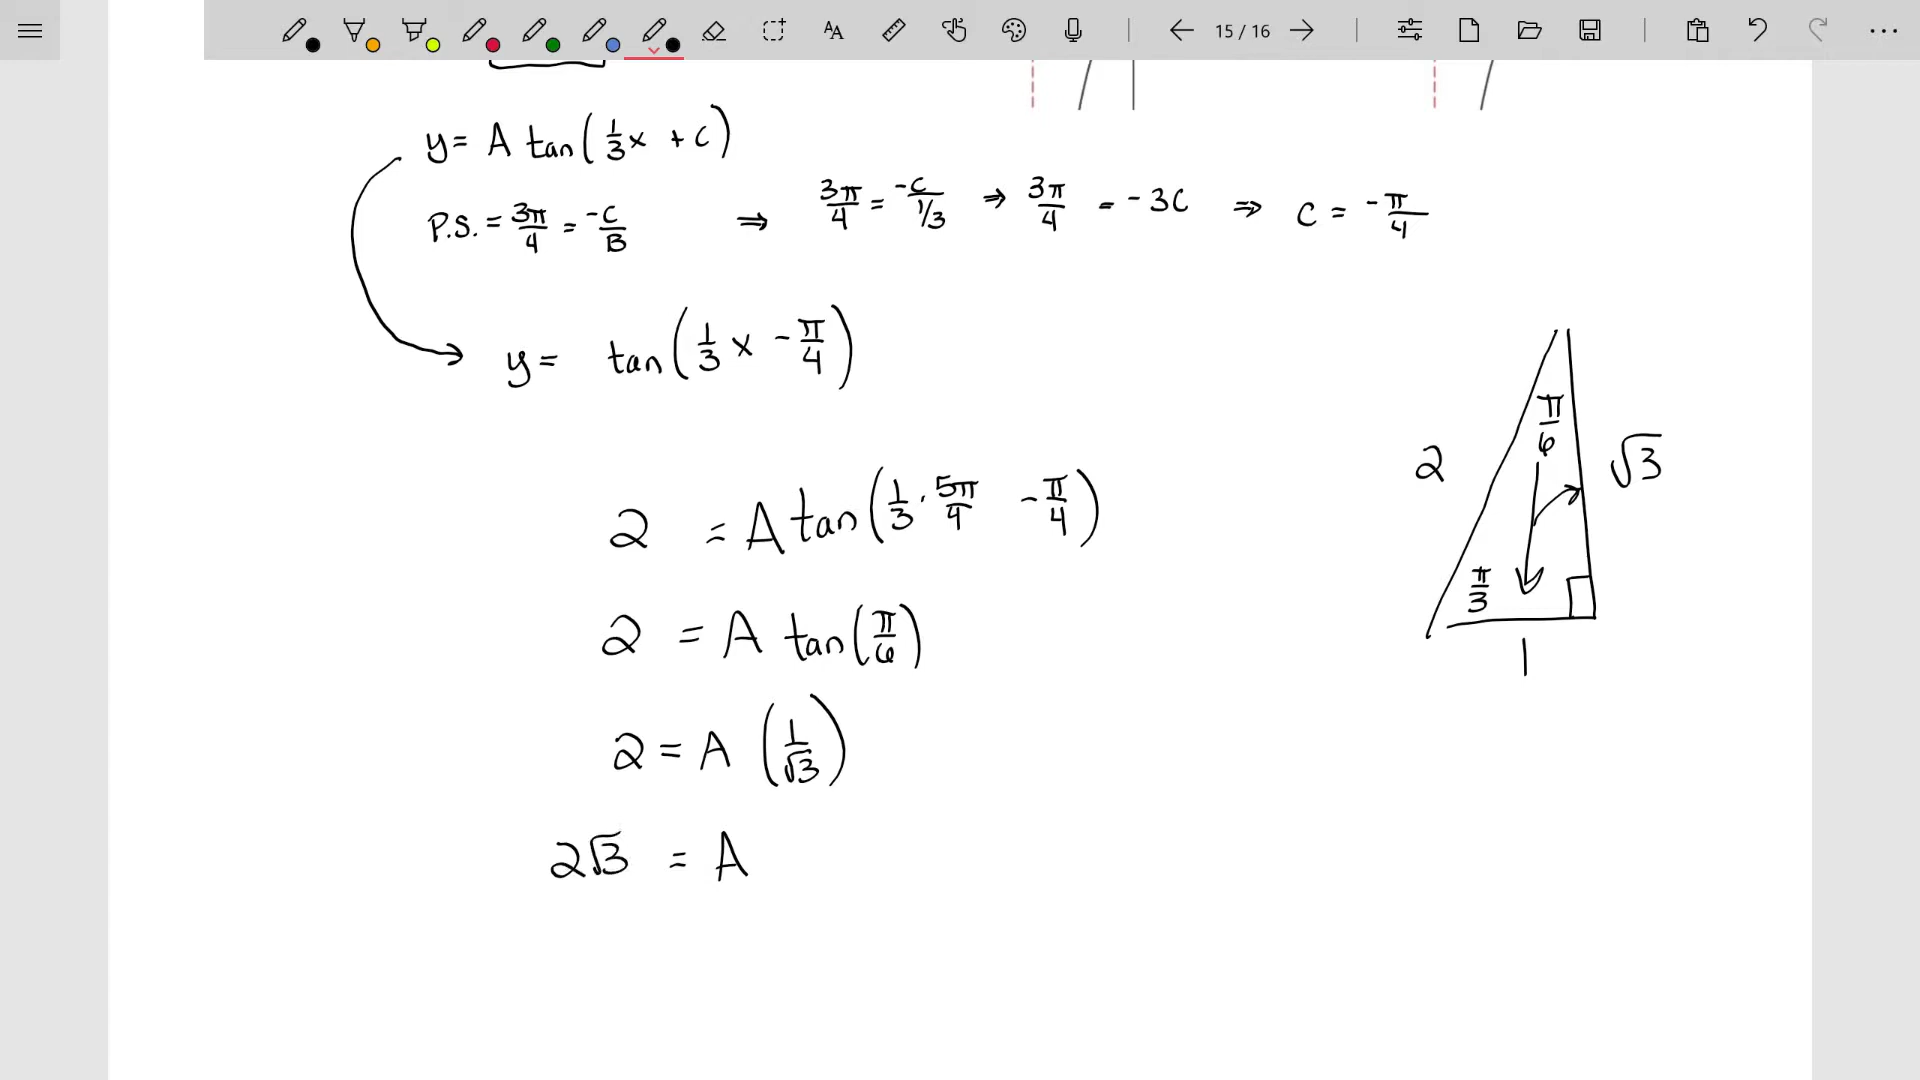 15 / 16
y = A tan(1/3 x + C)
P.S. = 3π/4 = -C/B ⇒ 3π/4 = -C/(1/3) ⇒ 3π/4 = -3C ⇒ C = -π/4
y = tan(1/3 x - π/4)
2 = A tan(1/3 · 5π/4 - π/4)
2 = A tan(π/6)
2 = A (1/√3)
2√3 = A
π/6
2
√3
π/3
1